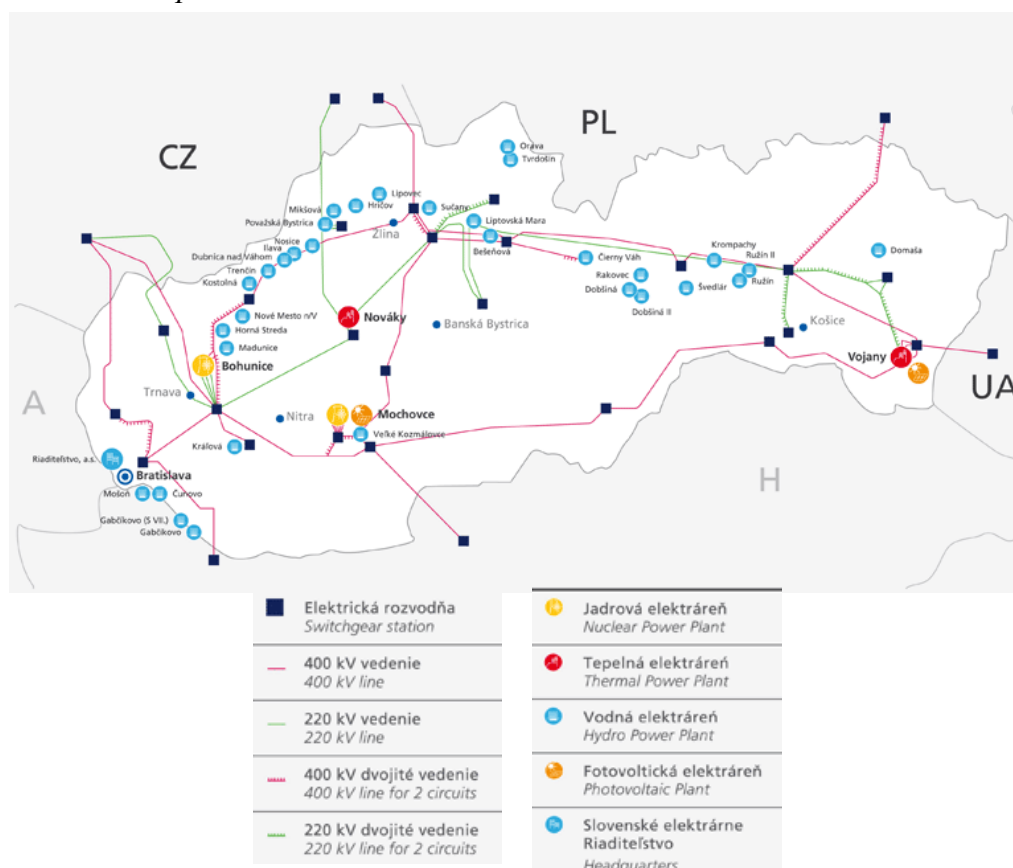 CZ
PL
UA
A
H
Orava
Tvrdošín
Lipovec
Hričov
Mikšová
Sučany
Považská Bystrica
Liptovská Mara
Žilina
Nosice
Ilava
Bešeňová
Dubnica nad Váhom
Čierny Váh
Krompachy
Ružín II
Domaša
Trenčín
Kostolná
Rakovec
Dobšiná
Švedlár
Ružín
Dobšiná II
Nové Mesto n/V
Nováky
Banská Bystrica
Košice
Horná Streda
Madunice
Vojany
Bohunice
Trnava
Nitra
Mochovce
Veľké Kozmálovce
Kráľová
Riaditeľstvo, a.s.
Bratislava
Mošoň
Čunovo
Gabčíkovo (S VII.)
Gabčíkovo
Elektrická rozvodňa
Switchgear station
400 kV vedenie
400 kV line
220 kV vedenie
220 kV line
400 kV dvojité vedenie
400 kV line for 2 circuits
220 kV dvojité vedenie
220 kV line for 2 circuits
Jadrová elektráreň
Nuclear Power Plant
Tepelná elektráreň
Thermal Power Plant
Vodná elektráreň
Hydro Power Plant
Fotovoltická elektráreň
Photovoltaic Plant
Slovenské elektrárne
Riaditeľstvo
Headquarters